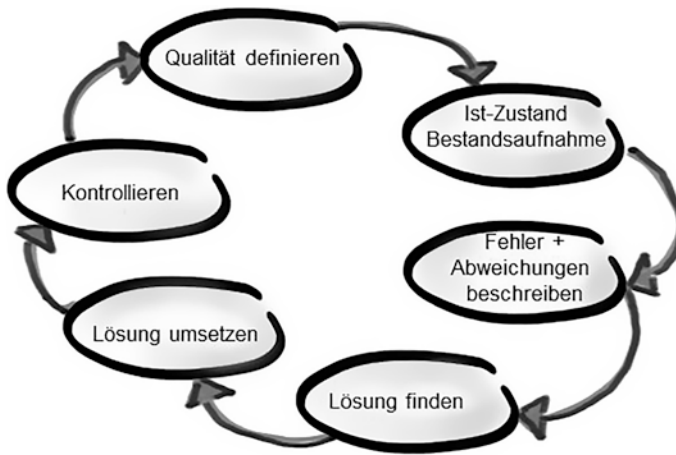 Qualität definieren
Ist-Zustand
Bestandsaufnahme
Fehler +
Abweichungen
beschreiben
Lösung finden
Lösung umsetzen
Kontrollieren